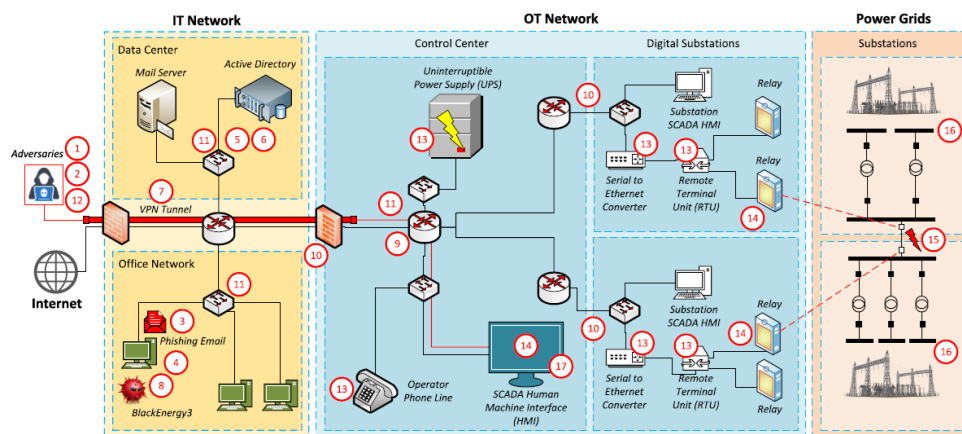 IT Network
OT Network
Power Grids
Data Center
Mail Server
Active Directory
11
5
6
Adversaries
1
2
12
7
VPN Tunnel
10
Internet
Office Network
11
3
Phishing Email
4
8
BlackEnergy3
Control Center
Uninterruptible
Power Supply (UPS)
13
11
9
14
17
13
Operator
Phone Line
SCADA Human
Machine Interface
(HMI)
Digital Substations
10
Substation
SCADA HMI
Relay
13
13
Serial to
Ethernet
Converter
Remote
Terminal
Unit (RTU)
Relay
14
10
Substation
SCADA HMI
Relay
14
13
13
Serial to
Ethernet
Converter
Remote
Terminal
Unit (RTU)
Relay
Substations
16
15
16